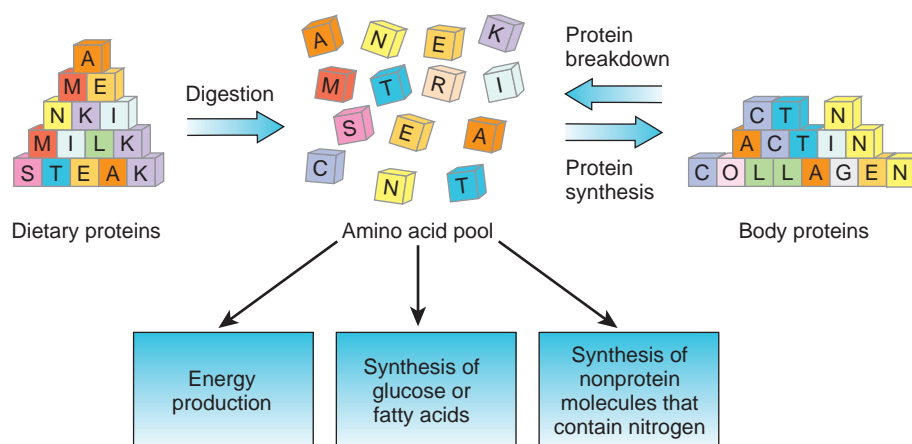 A
M E
N K I
M I L K
S T E A K
Dietary proteins
Digestion
A N E K
M T R I
S E A
C N T
Amino acid pool
Protein
breakdown
Protein
synthesis
C T N
A C T I N
C O L L A G E N
Body proteins
Energy
production
Synthesis of
glucose or
fatty acids
Synthesis of
nonprotein
molecules that
contain nitrogen